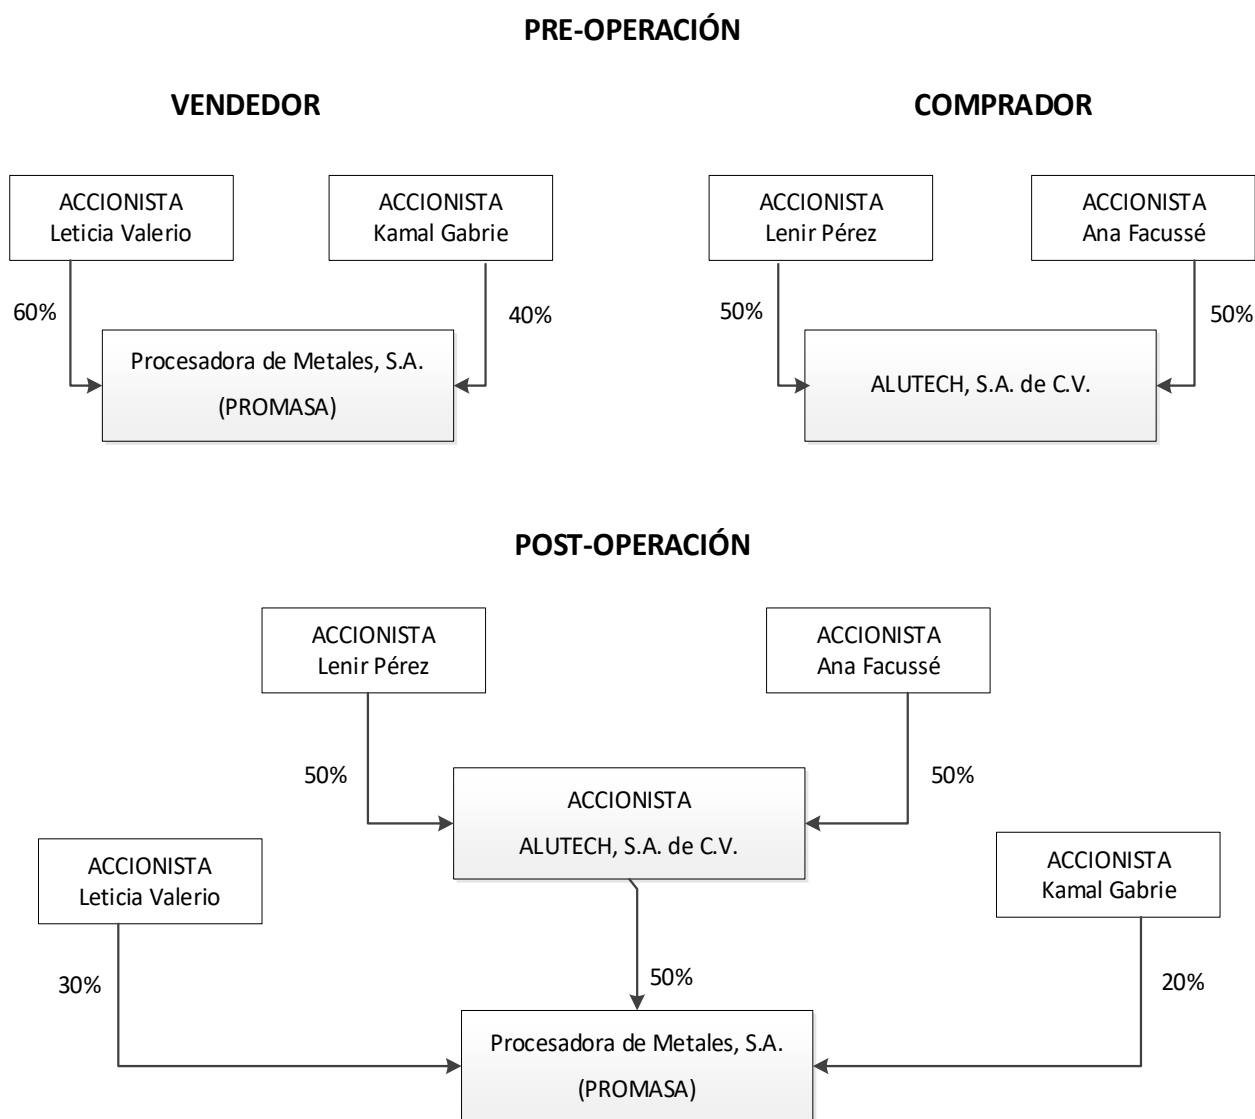 PRE-OPERACIÓN
VENDEDOR
COMPRADOR
ACCIONISTA
Leticia Valerio
ACCIONISTA
Kamal Gabrie
ACCIONISTA
Lenir Pérez
ACCIONISTA
Ana Facussé
60%
40%
50%
50%
Procesadora de Metales, S.A.
(PROMASA)
ALUTECH, S.A. de C.V.
POST-OPERACIÓN
ACCIONISTA
Lenir Pérez
ACCIONISTA
Ana Facussé
50%
50%
ACCIONISTA
ALUTECH, S.A. de C.V.
ACCIONISTA
Leticia Valerio
ACCIONISTA
Kamal Gabrie
30%
50%
20%
Procesadora de Metales, S.A.
(PROMASA)